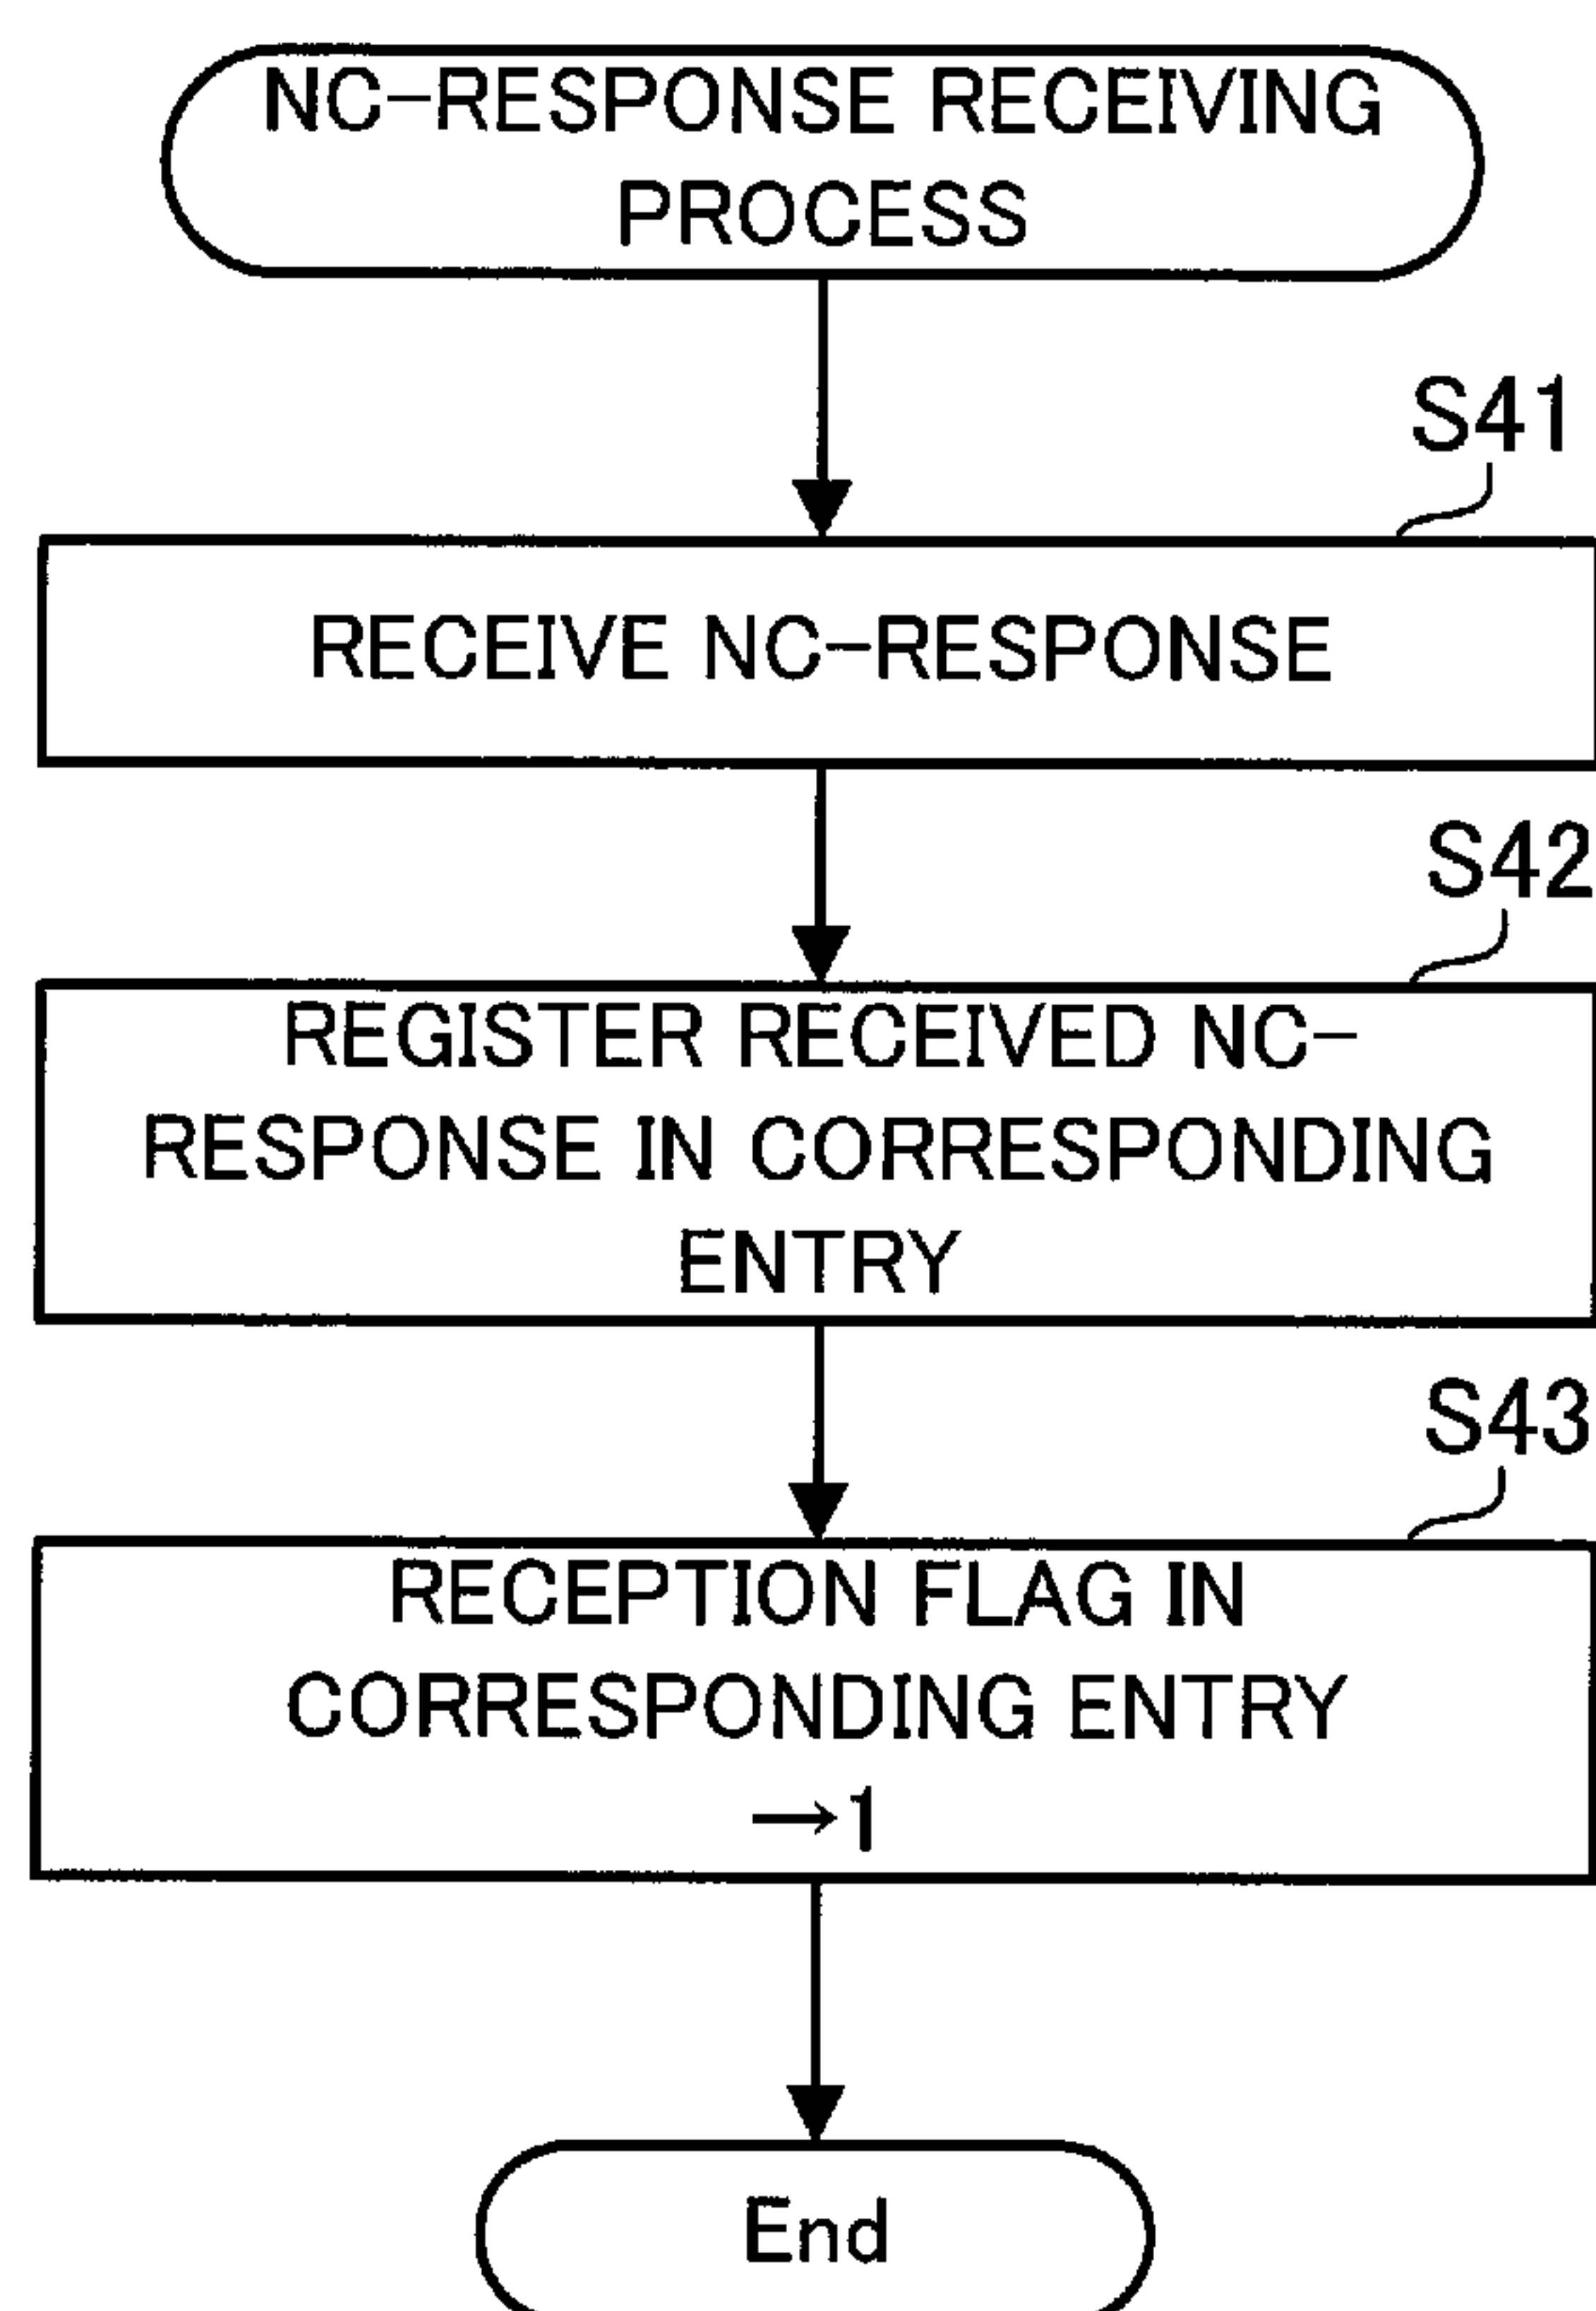 NC-RESPONSE RECEIVING
PROCESS
S41
RECEIVE NC-RESPONSE
S42
REGISTER RECEIVED NC-
RESPONSE IN CORRESPONDING
ENTRY
S43
RECEPTION FLAG IN
CORRESPONDING ENTRY
→1
End